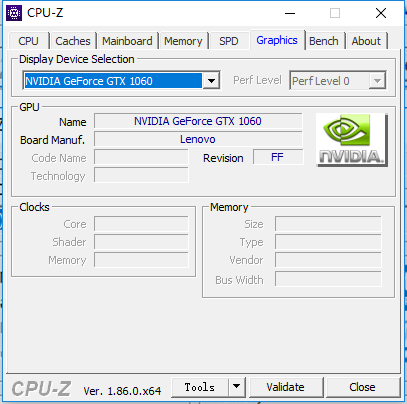 CPU-Z
CPU Caches Mainboard Memory SPD Graphics Bench About
Display Device Selection
NVIDIA GeForce GTX 1060 Perf Level Perf Level 0
GPU
Name NVIDIA GeForce GTX 1060
Board Manuf. Lenovo
Code Name Revision FF
Technology
NVIDIA.
Clocks Memory
Core Size
Shader Type
Memory Vendor
Bus Width
CPU-Z Ver. 1.86.0.x64 Tools Validate Close